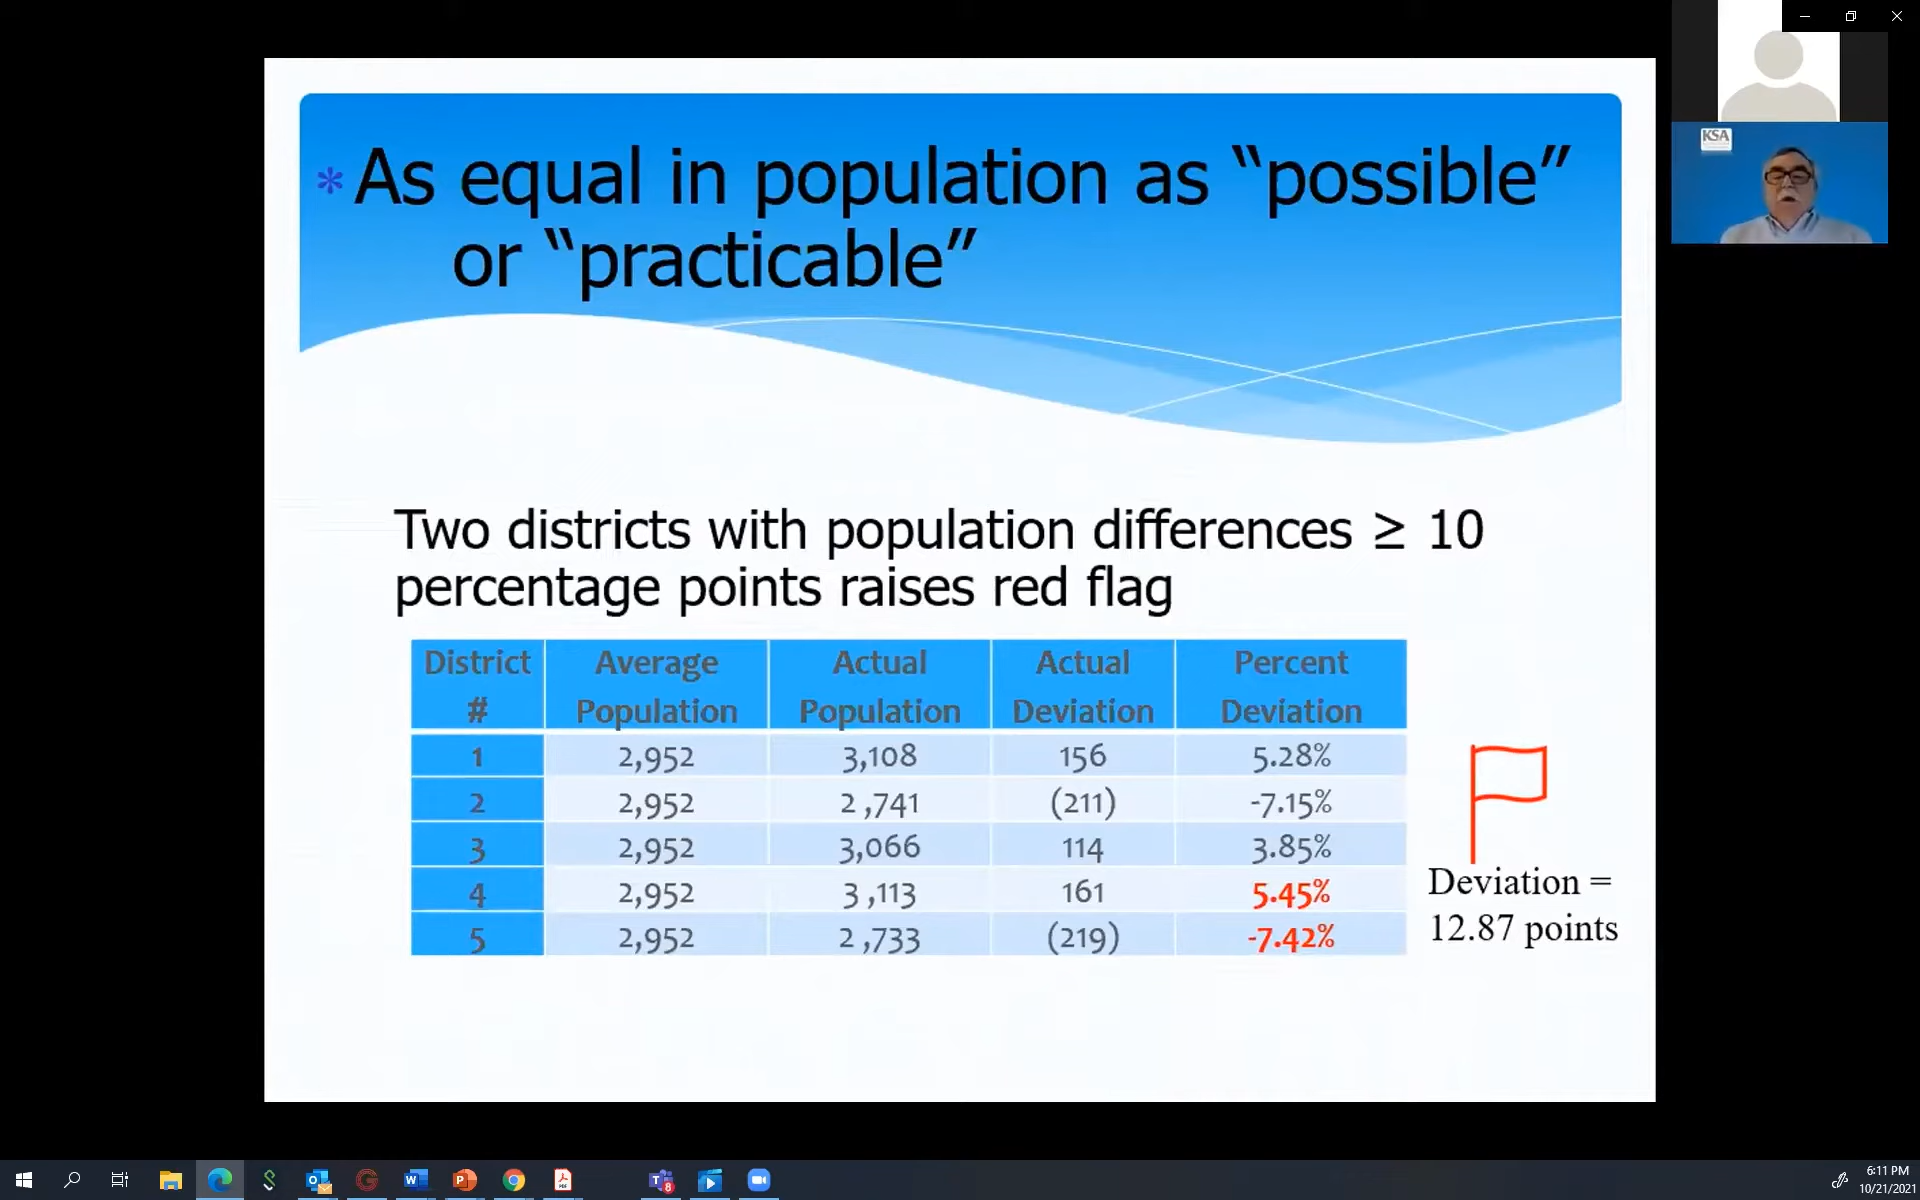 KSA
* As equal in population as “possible”
or “practicable”
Two districts with population differences ≥ 10
percentage points raises red flag
District # Average Population Actual Population Actual Deviation Percent Deviation
1 2,952 3,108 156 5.28%
2 2,952 2 ,741 (211) -7.15%
3 2,952 3,066 114 3.85%
4 2,952 3 ,113 161 5.45%
5 2,952 2 ,733 (219) -7.42%
Deviation =
12.87 points
6:11 PM
10/21/2021